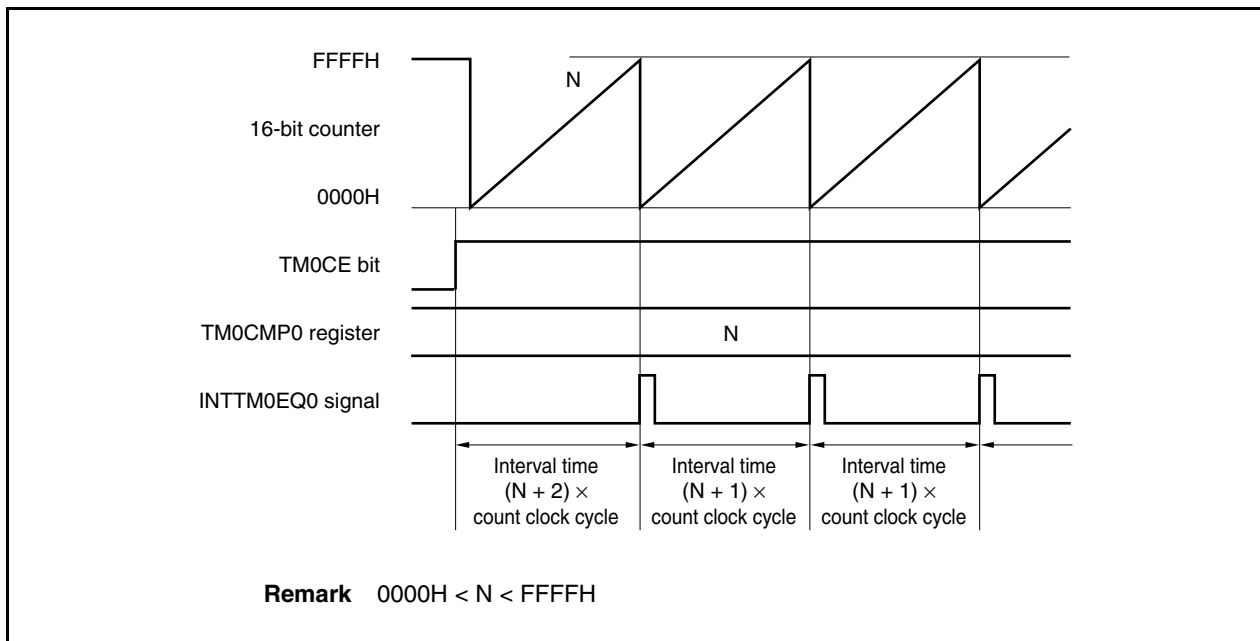 FFFFH
N
16-bit counter
0000H
TM0CE bit
TM0CMP0 register
N
INTTM0EQ0 signal
Interval time
(N + 2) ×
count clock cycle
Interval time
(N + 1) ×
count clock cycle
Interval time
(N + 1) ×
count clock cycle
Remark 0000H < N < FFFFH